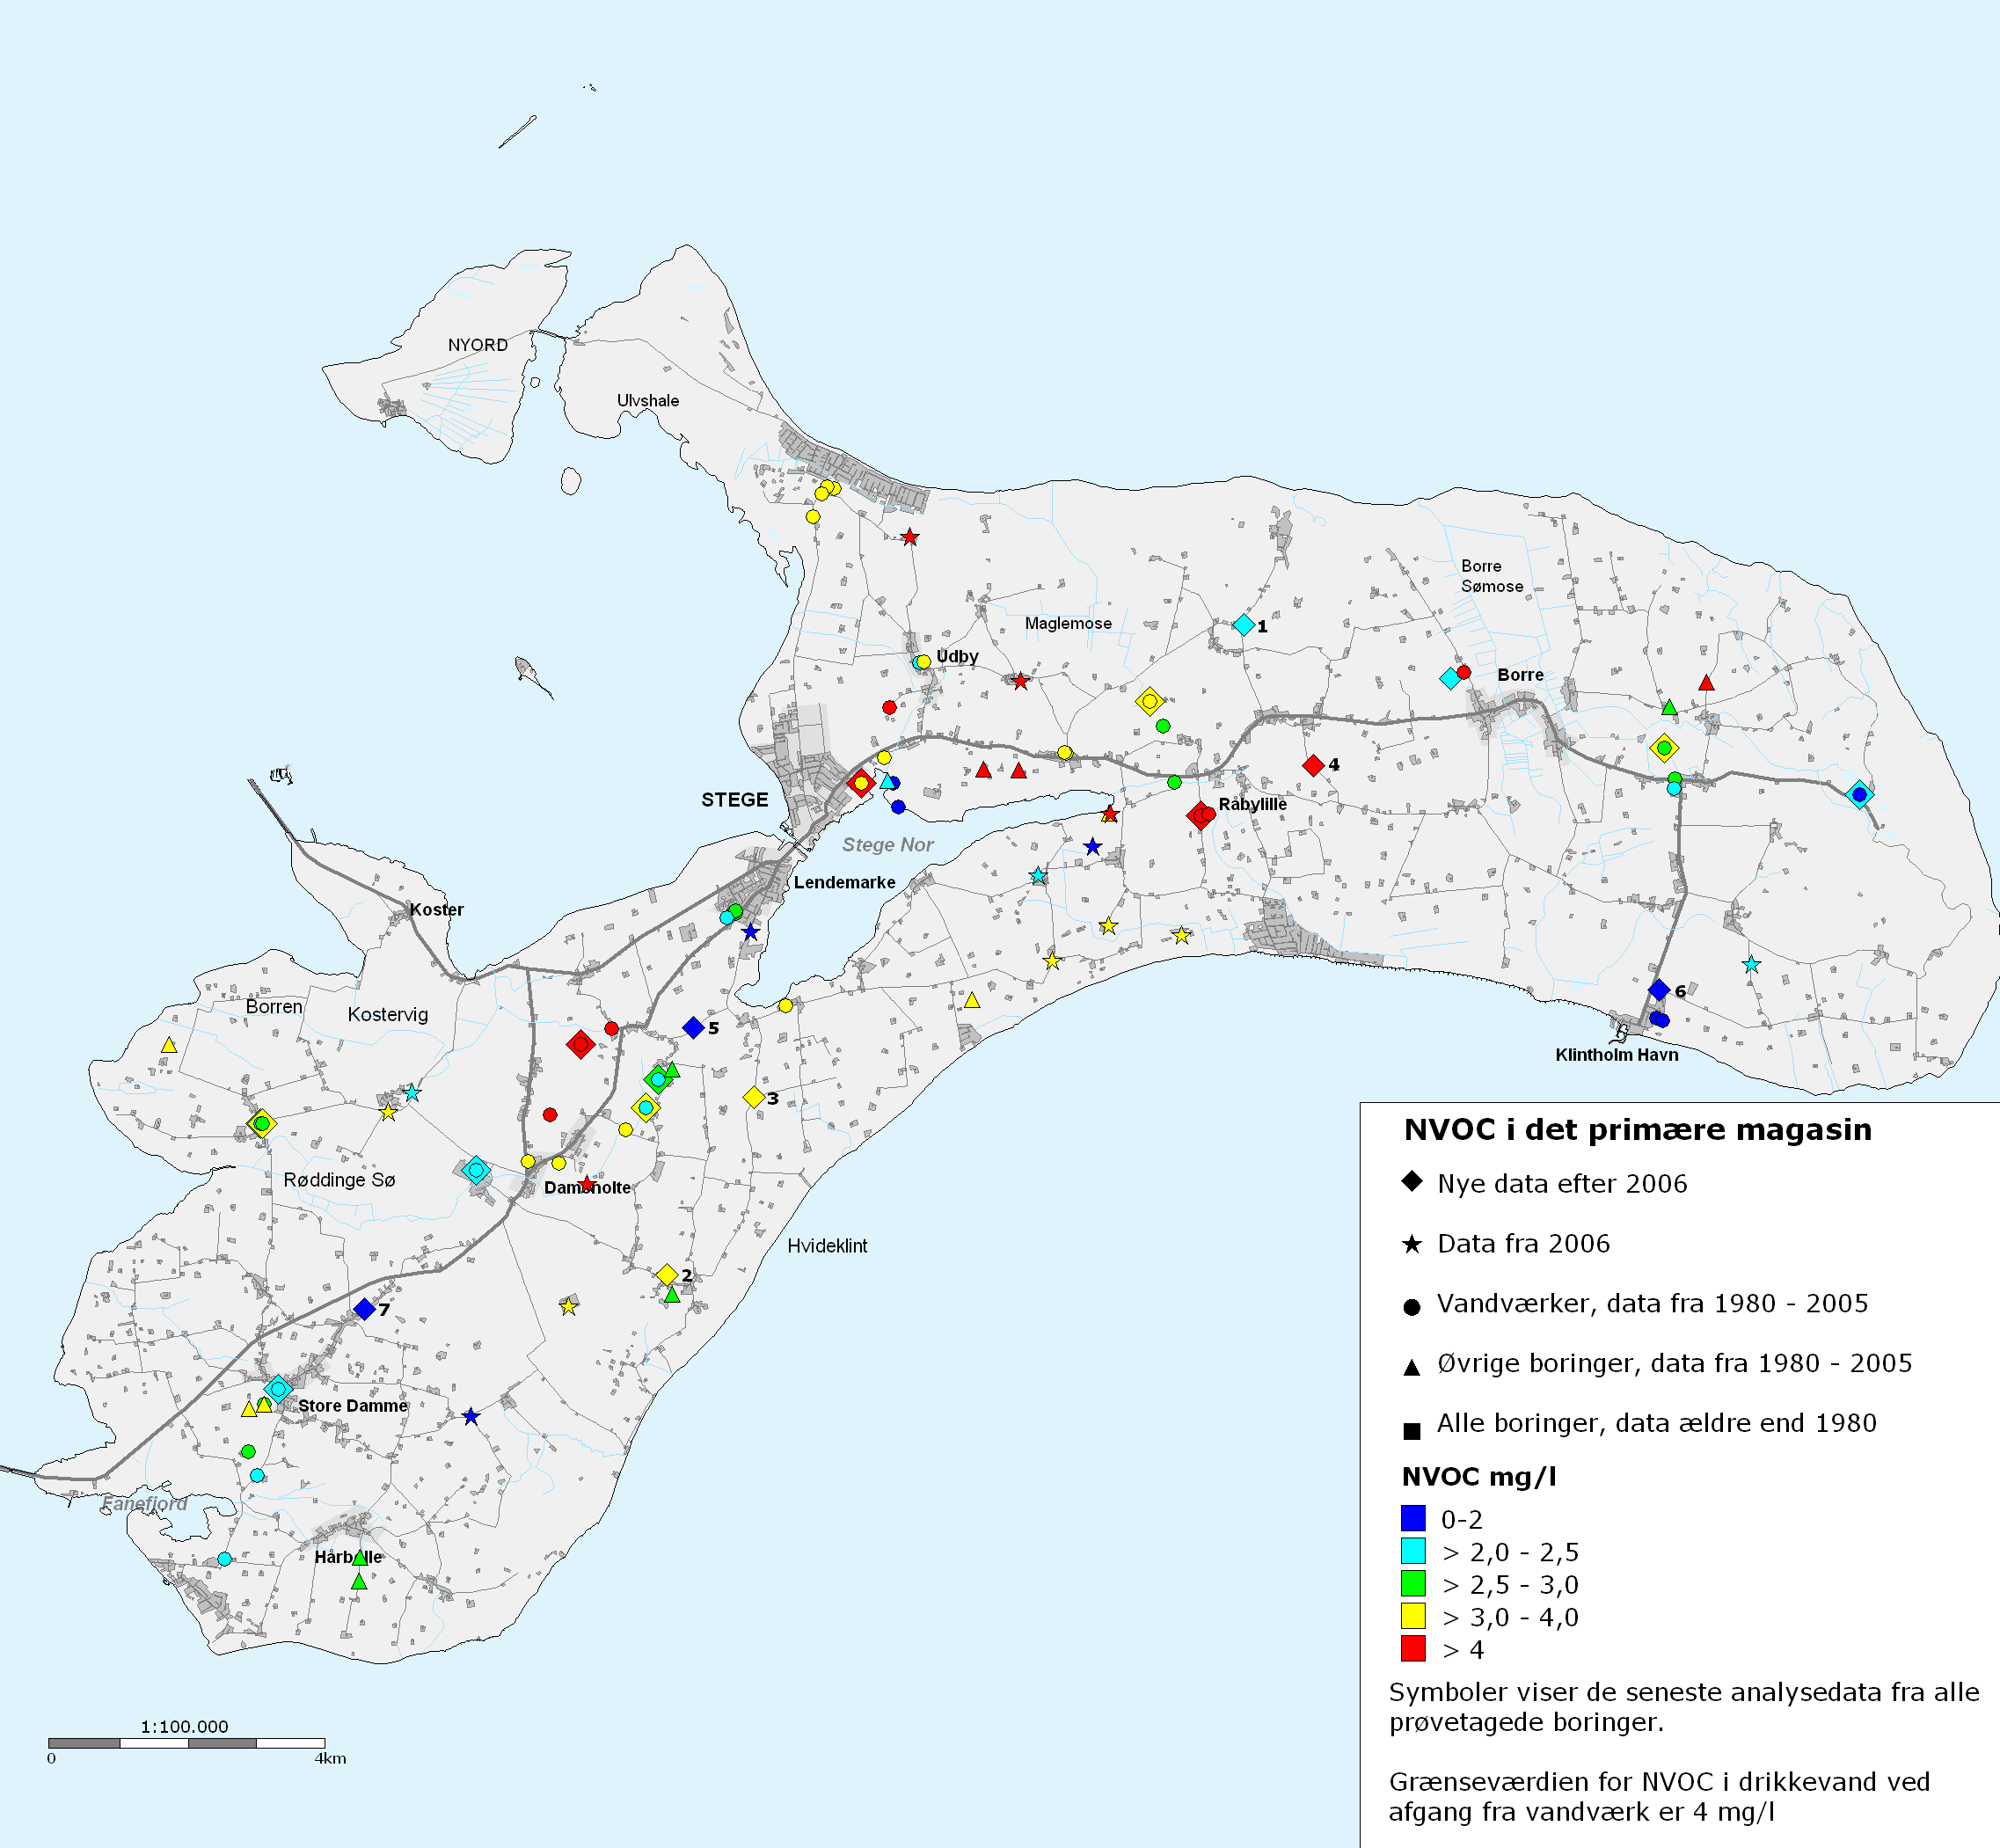 NYORD
Ulvshale
Borre
Sømose
Maglemose
1
Udby
Borre
4
STEGE
Råbylille
Stege Nor
Lendemarke
Koster
6
Borren
Kostervig
5
Klintholm Havn
3
Røddinge Sø
Damsholte
Hvideklint
2
7
Store Damme
Fanefjord
Hårbølle
1:100.000
0
4km
NVOC i det primære magasin
Nye data efter 2006
Data fra 2006
Vandværker, data fra 1980 - 2005
Øvrige boringer, data fra 1980 - 2005
Alle boringer, data ældre end 1980
NVOC mg/l
0-2
> 2,0 - 2,5
> 2,5 - 3,0
> 3,0 - 4,0
> 4
Symboler viser de seneste analysedata fra alle
prøvetagede boringer.
Grænseværdien for NVOC i drikkevand ved
afgang fra vandværk er 4 mg/l